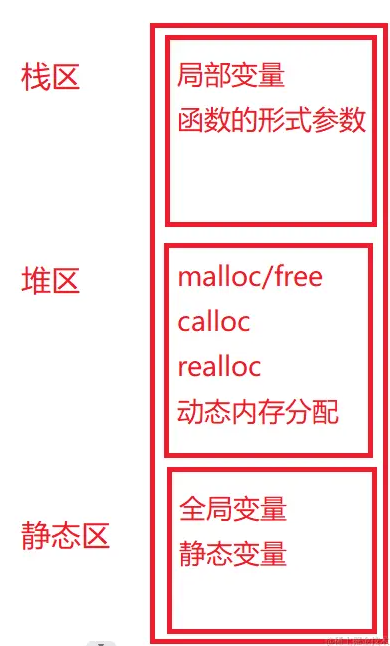 栈区
局部变量
函数的形式参数
堆区
malloc/free
calloc
realloc
动态内存分配
静态区
全局变量
静态变量